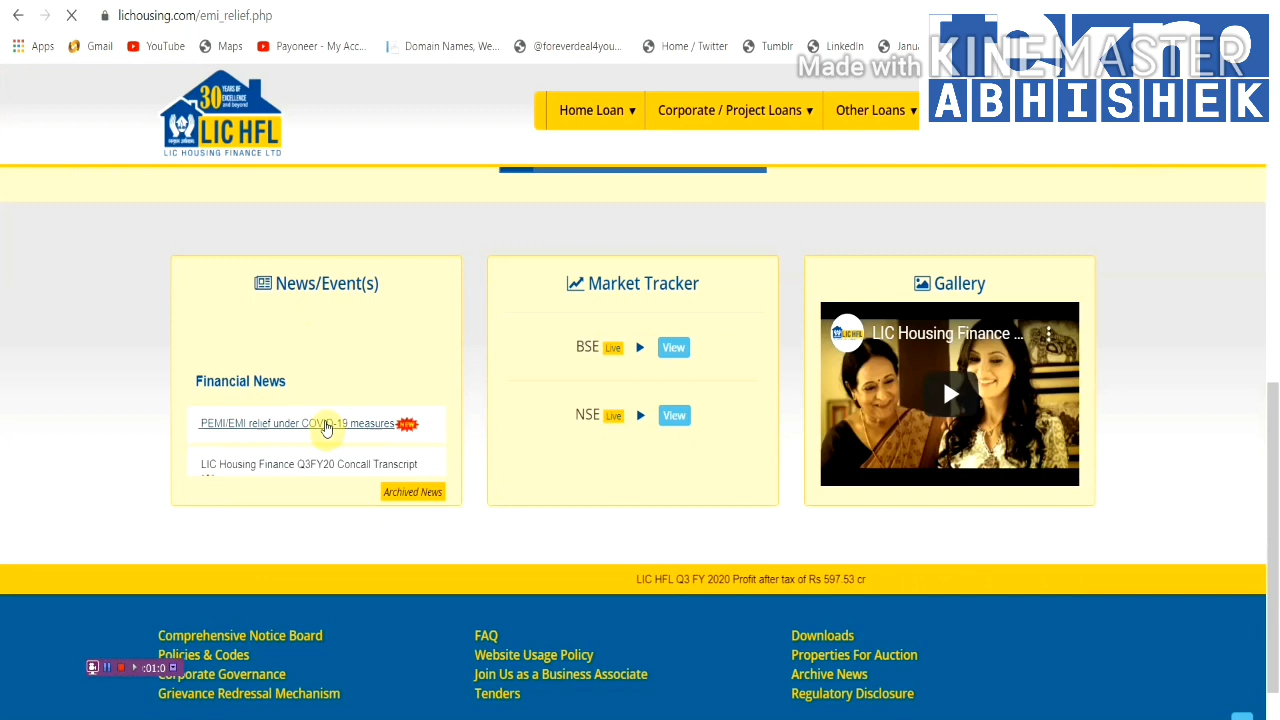 lichousing.com/emi_relief.php
Apps
Gmail
YouTube
Maps
Payoneer - My Acc...
Domain Names, We...
@foreverdeal4you...
Home / Twitter
Tumblr
LinkedIn
Janu
Made with KINEMASTER
ABHISHEK
30 YEARS OF EXCELLENCE and beyond
LIC HFL
LIC HOUSING FINANCE LTD
Home Loan ▾
Corporate / Project Loans ▾
Other Loans ▾
News/Event(s)
Financial News
PEMI/EMI relief under COVID-19 measures NEW
LIC Housing Finance Q3FY20 Concall Transcript
Archived News
Market Tracker
BSE Live View
NSE Live View
Gallery
LIC Housing Finance ...
LIC HFL Q3 FY 2020 Profit after tax of Rs 597.53 cr
Comprehensive Notice Board
Policies & Codes
Corporate Governance
Grievance Redressal Mechanism
FAQ
Website Usage Policy
Join Us as a Business Associate
Tenders
Downloads
Properties For Auction
Archive News
Regulatory Disclosure
:01:0